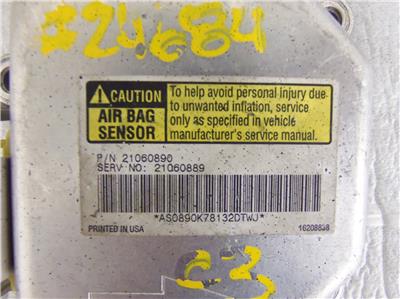 #24684
CAUTION
AIR BAG
SENSOR
To help avoid personal injury due
to unwanted inflation, service
only as specified in vehicle
manufacturer's service manual.
P/N 21060890
SERV NO: 21060889
*AS0890K78132DTWJ*
PRINTED IN USA
16208838
C-3